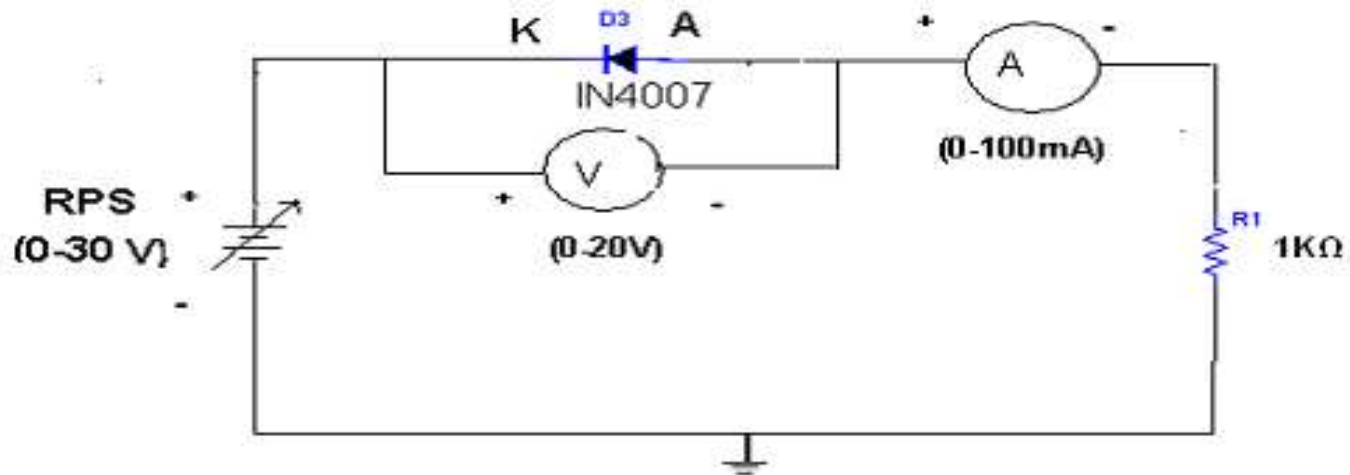 K D3 A
+ -
IN4007
A
(0-100mA)
V
+ -
(0-20V)
RPS +
(0-30 V)
-
R1
1KΩ